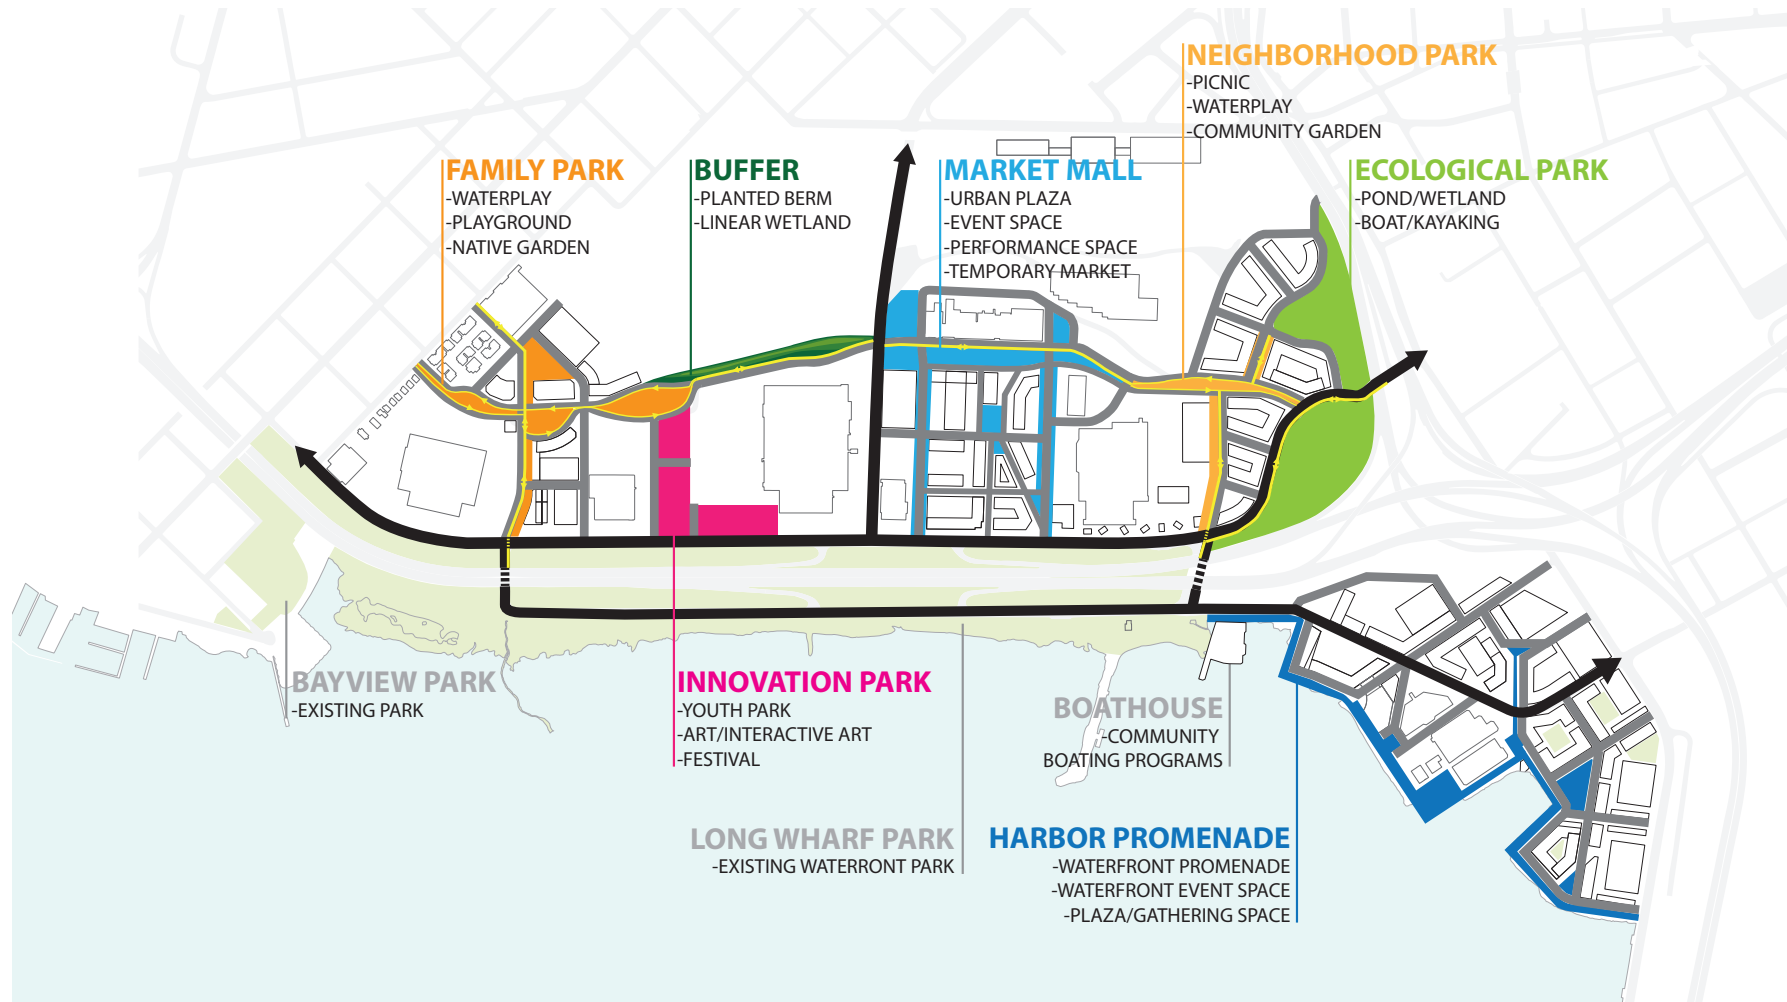 NEIGHBORHOOD PARK
-PICNIC
-WATERPLAY
-COMMUNITY GARDEN
FAMILY PARK
-WATERPLAY
-PLAYGROUND
-NATIVE GARDEN
BUFFER
-PLANTED BERM
-LINEAR WETLAND
MARKET MALL
-URBAN PLAZA
-EVENT SPACE
-PERFORMANCE SPACE
-TEMPORARY MARKET
ECOLOGICAL PARK
-POND/WETLAND
-BOAT/KAYAKING
BAYVIEW PARK
-EXISTING PARK
INNOVATION PARK
-YOUTH PARK
-ART/INTERACTIVE ART
-FESTIVAL
BOATHOUSE
-COMMUNITY
BOATING PROGRAMS
LONG WHARF PARK
-EXISTING WATERRONT PARK
HARBOR PROMENADE
-WATERFRONT PROMENADE
-WATERFRONT EVENT SPACE
-PLAZA/GATHERING SPACE